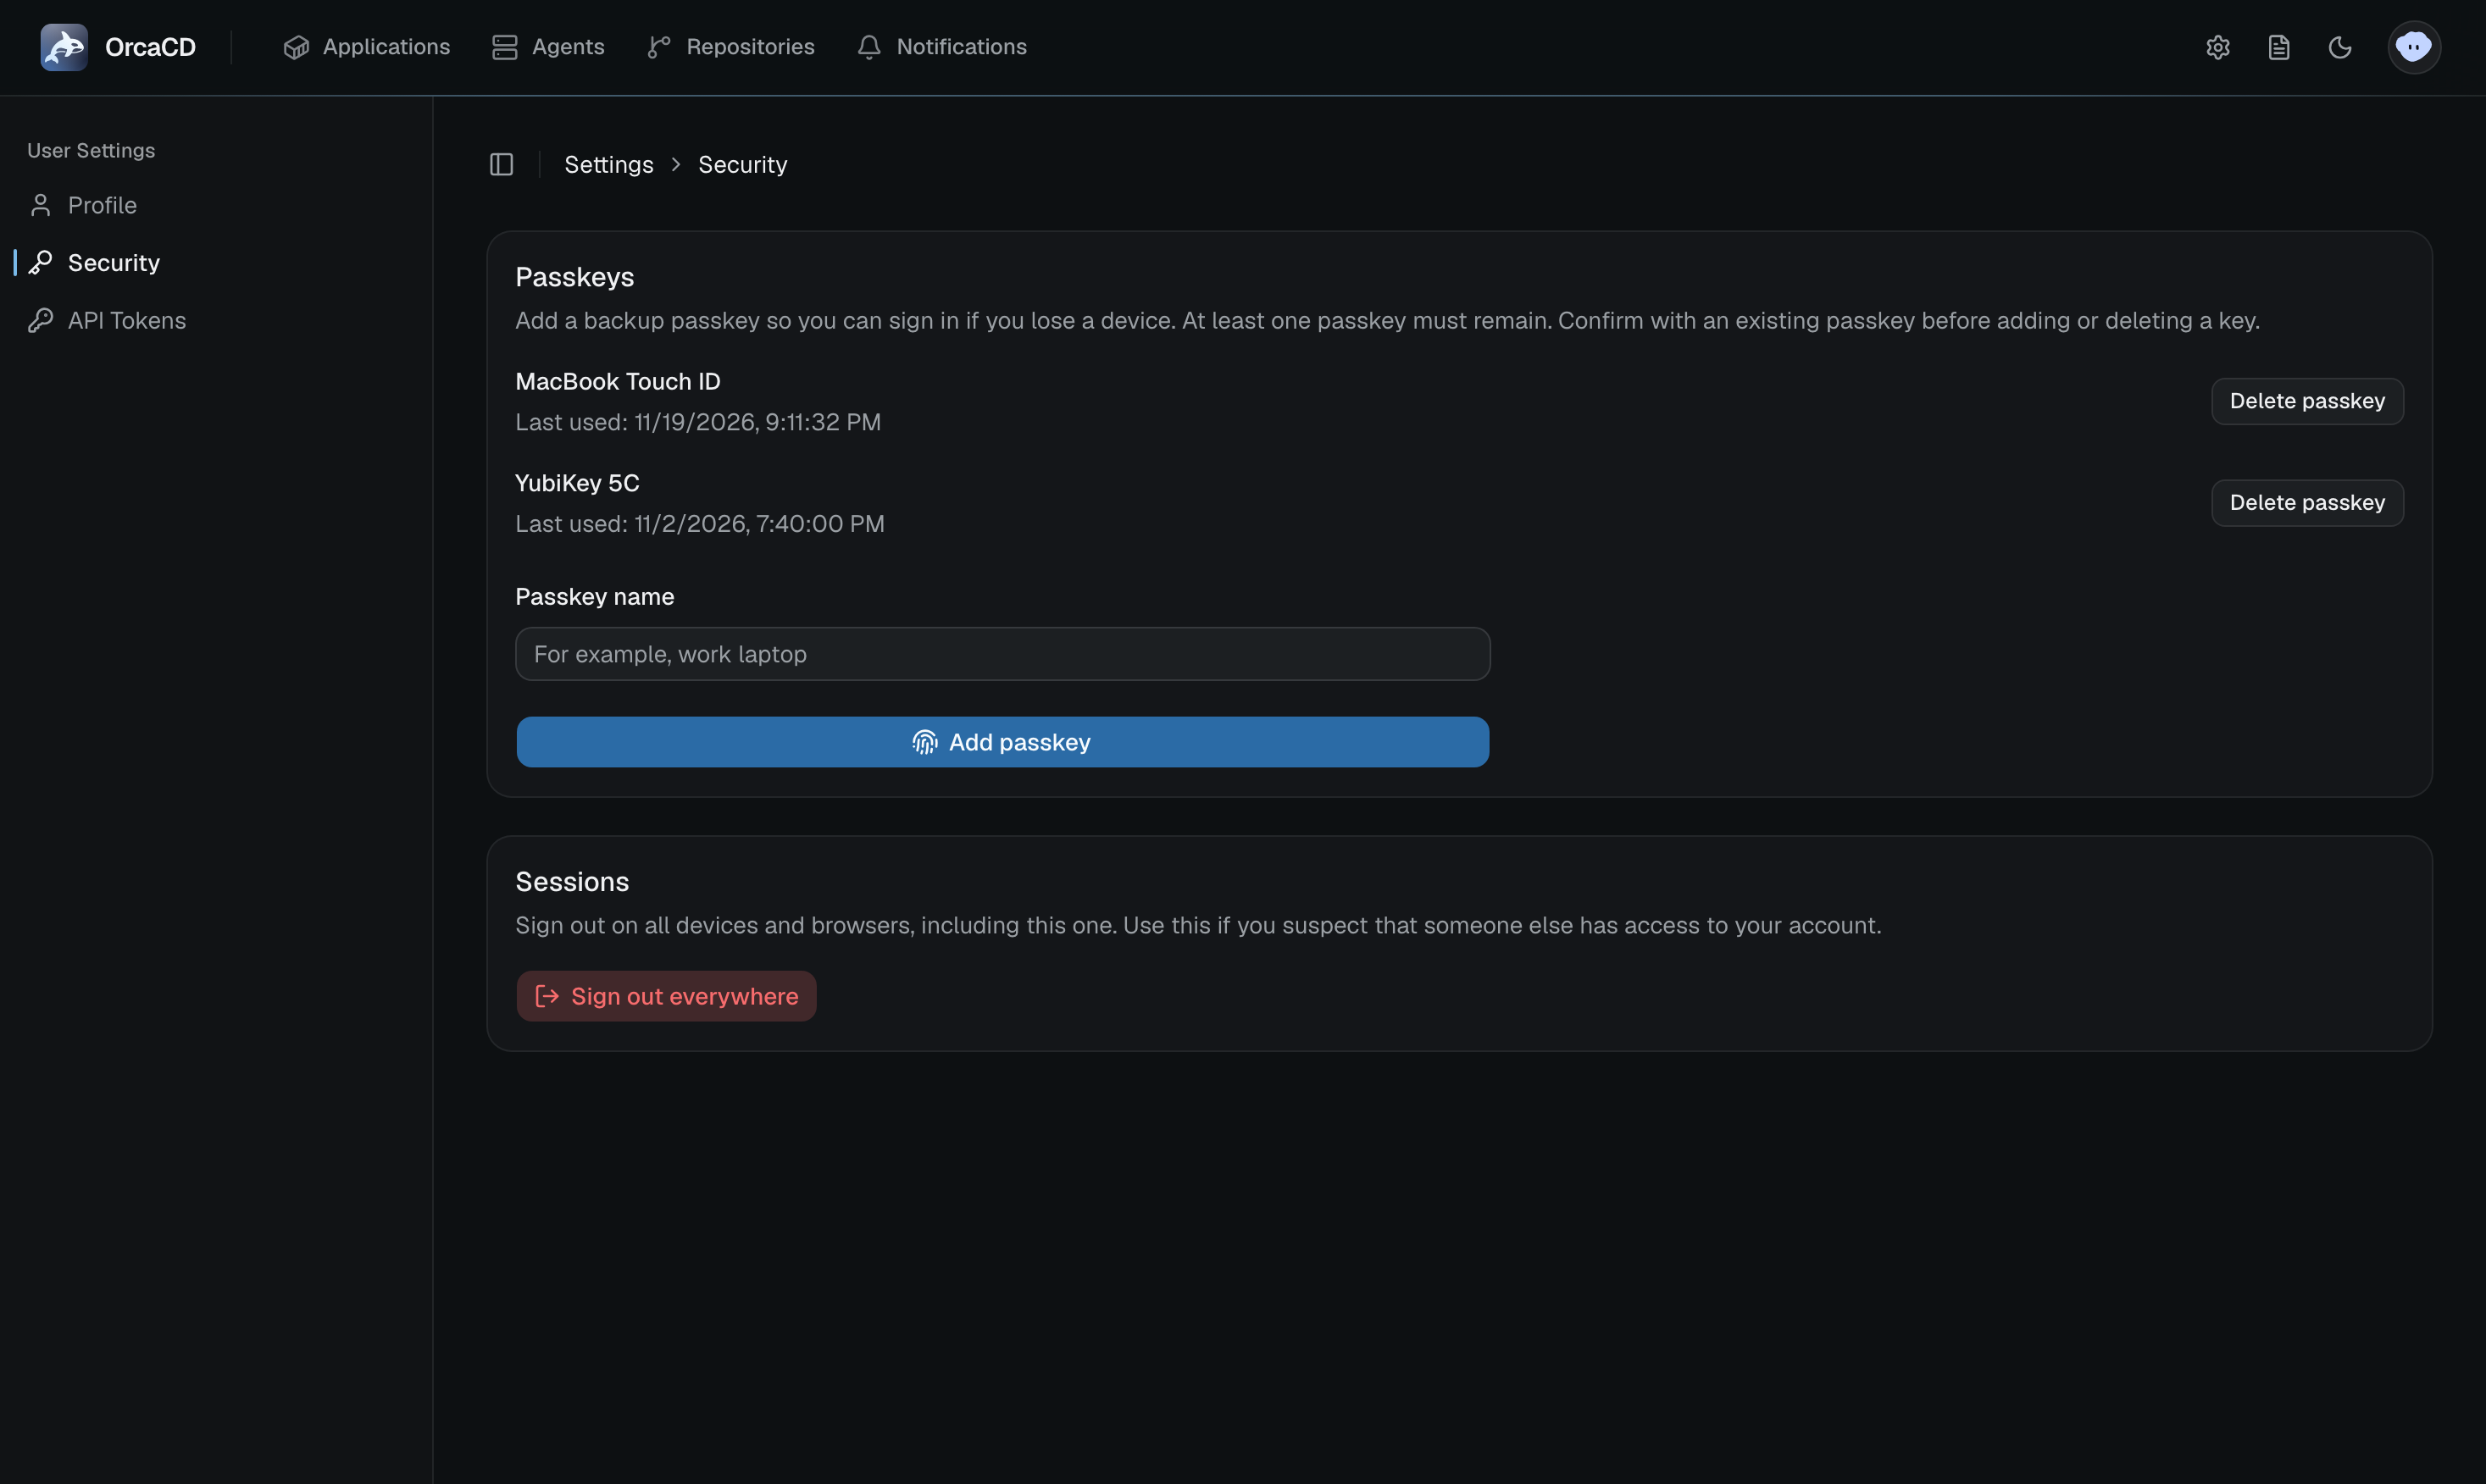 OrcaCD
Applications
Agents
Repositories
Notifications
User Settings
Profile
Security
API Tokens
Settings > Security
Passkeys
Add a backup passkey so you can sign in if you lose a device. At least one passkey must remain. Confirm with an existing passkey before adding or deleting a key.
MacBook Touch ID
Last used: 11/19/2026, 9:11:32 PM
Delete passkey
YubiKey 5C
Last used: 11/2/2026, 7:40:00 PM
Delete passkey
Passkey name
For example, work laptop
Add passkey
Sessions
Sign out on all devices and browsers, including this one. Use this if you suspect that someone else has access to your account.
Sign out everywhere